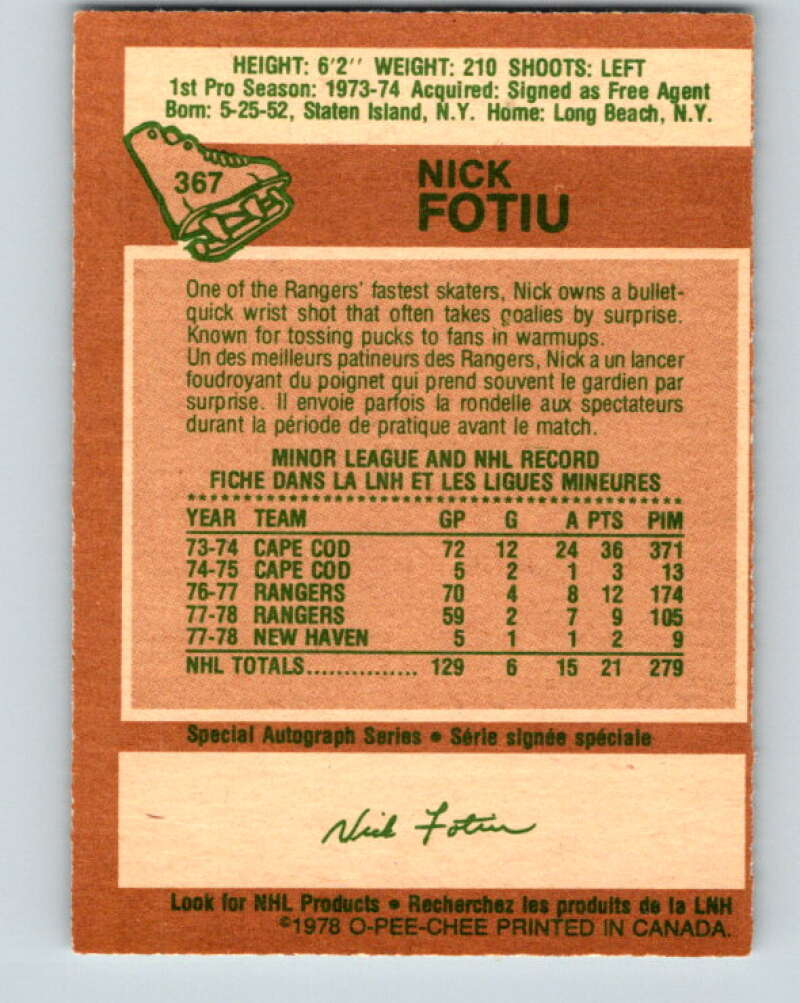 HEIGHT: 6'2'' WEIGHT: 210 SHOOTS: LEFT
1st Pro Season: 1973-74 Acquired: Signed as Free Agent
Born: 5-25-52, Staten Island, N.Y. Home: Long Beach, N.Y.
367
NICK
FOTIU
One of the Rangers' fastest skaters, Nick owns a bullet-
quick wrist shot that often takes goalies by surprise.
Known for tossing pucks to fans in warmups.
Un des meilleurs patineurs des Rangers, Nick a un lancer
foudroyant du poignet qui prend souvent le gardien par
surprise. Il envoie parfois la rondelle aux spectateurs
durant la période de pratique avant le match.
MINOR LEAGUE AND NHL RECORD
FICHE DANS LA LNH ET LES LIGUES MINEURES
YEAR TEAM GP G A PTS PIM
73-74 CAPE COD 72 12 24 36 371
74-75 CAPE COD 5 2 1 3 13
76-77 RANGERS 70 4 8 12 174
77-78 RANGERS 59 2 7 9 105
77-78 NEW HAVEN 5 1 1 2 9
NHL TOTALS............... 129 6 15 21 279
Special Autograph Series • Série signée spéciale
Nick Fotiu
Look for NHL Products • Recherchez les produits de la LNH
©1978 O-PEE-CHEE PRINTED IN CANADA.